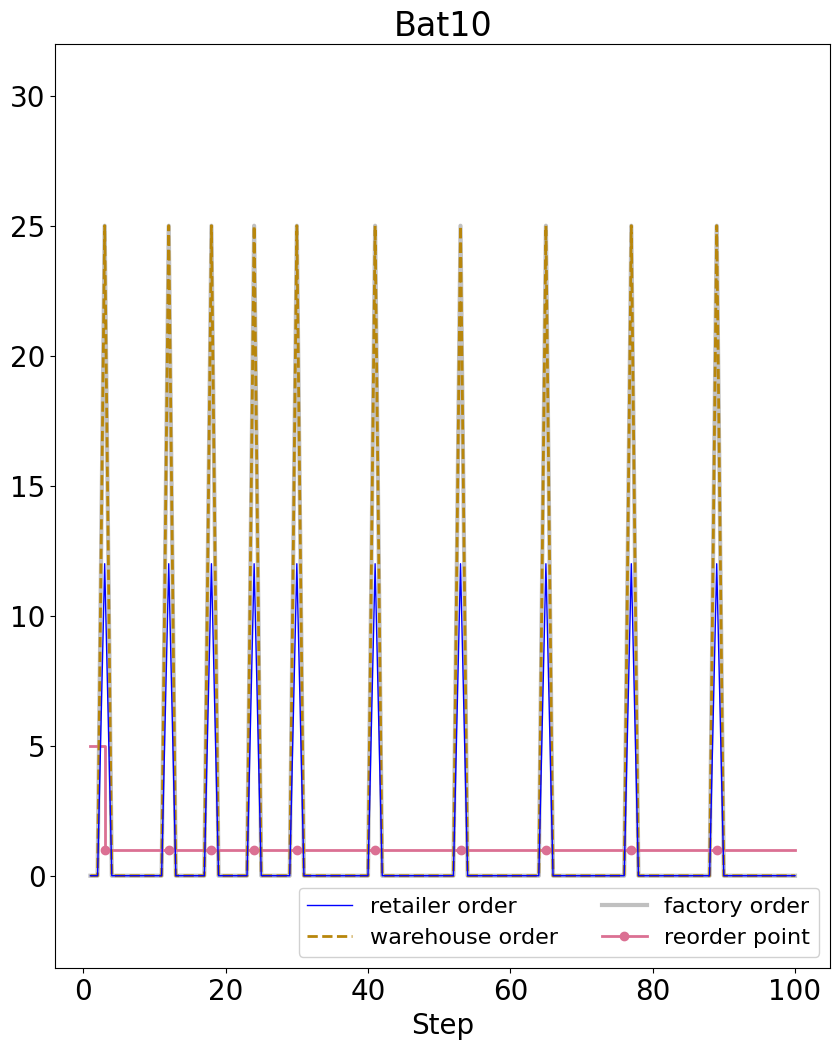 Bat10
30
25
20
15
10
5
0
retailer order
warehouse order
factory order
reorder point
0 20 40 60 80 100
Step